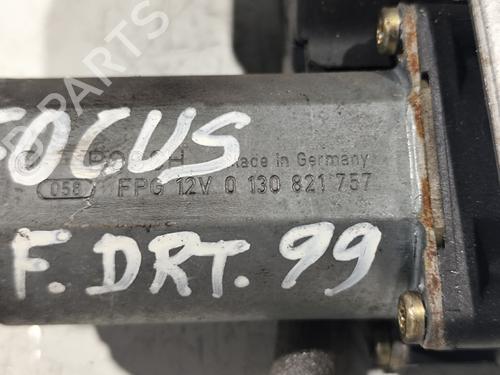 FOCUS
BOSCH Made in Germany
058 FPG 12V 0 130 821 757
F. DRT. 99